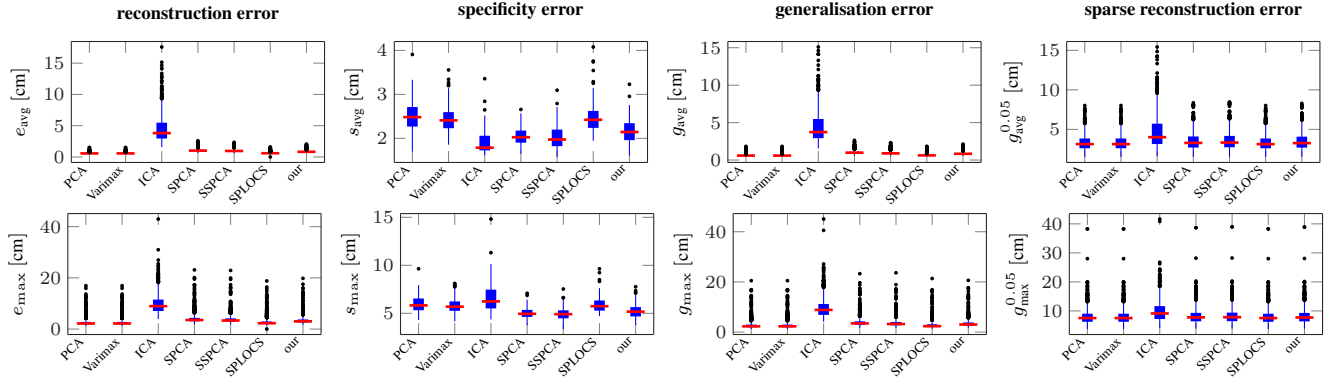 reconstruction error
specificity error
generalisation error
sparse reconstruction error
e_avg [cm]
15
10
5
0
PCA
Varimax
ICA
SPCA
SSPCA
SPLOCS
our
s_avg [cm]
4
3
2
PCA
Varimax
ICA
SPCA
SSPCA
SPLOCS
our
g_avg [cm]
15
10
5
0
PCA
Varimax
ICA
SPCA
SSPCA
SPLOCS
our
g_avg^0.05 [cm]
15
10
5
PCA
Varimax
ICA
SPCA
SSPCA
SPLOCS
our
e_max [cm]
40
20
0
PCA
Varimax
ICA
SPCA
SSPCA
SPLOCS
our
s_max [cm]
15
10
5
PCA
Varimax
ICA
SPCA
SSPCA
SPLOCS
our
g_max [cm]
40
20
0
PCA
Varimax
ICA
SPCA
SSPCA
SPLOCS
our
g_max^0.05 [cm]
40
30
20
10
PCA
Varimax
ICA
SPCA
SSPCA
SPLOCS
our